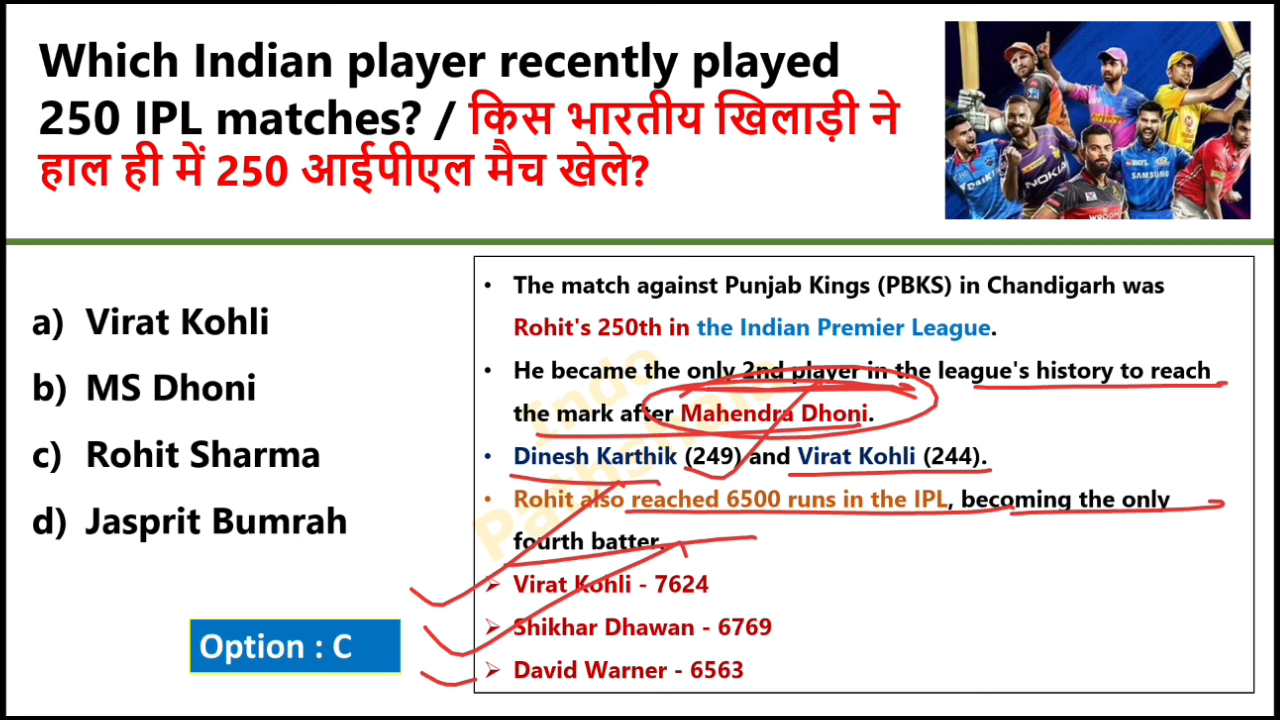 Which Indian player recently played
250 IPL matches? / किस भारतीय खिलाड़ी ने
हाल ही में 250 आईपीएल मैच खेले?
a) Virat Kohli
b) MS Dhoni
c) Rohit Sharma
d) Jasprit Bumrah
Option : C
• The match against Punjab Kings (PBKS) in Chandigarh was
Rohit's 250th in the Indian Premier League.
• He became the only 2nd player in the league's history to reach
the mark after Mahendra Dhoni.
• Dinesh Karthik (249) and Virat Kohli (244).
• Rohit also reached 6500 runs in the IPL, becoming the only
fourth batter.
➢ Virat Kohli - 7624
➢ Shikhar Dhawan - 6769
➢ David Warner - 6563
NOKIA
SAMSUNG